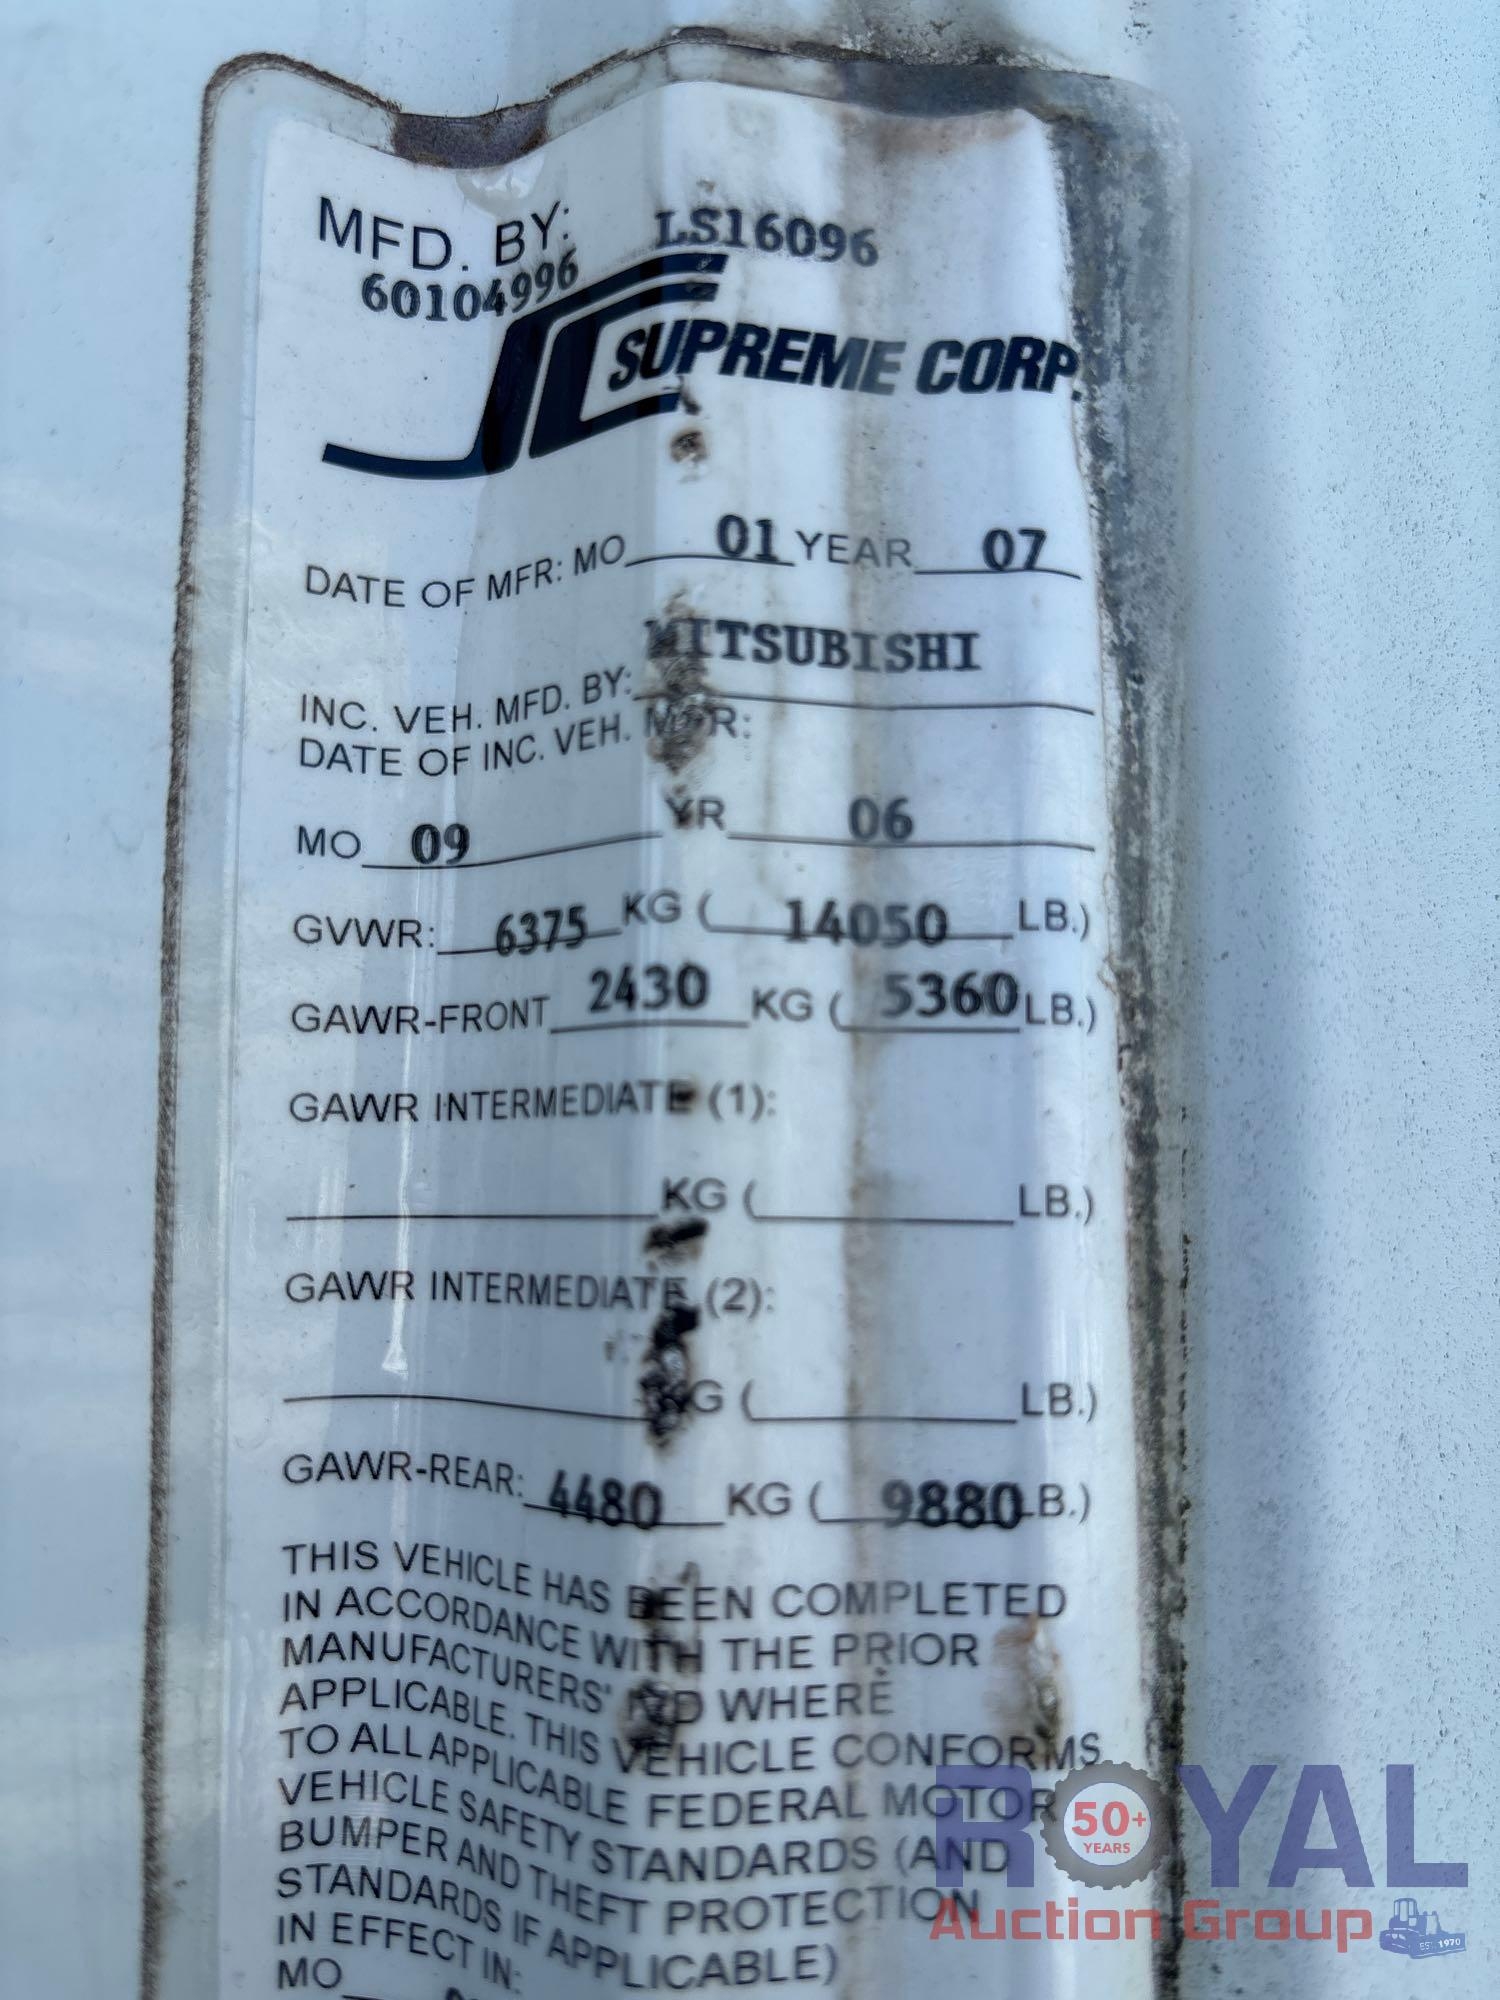 MFD. BY: LS16096
60104996
SUPREME CORP.
DATE OF MFR: MO 01 YEAR 07
INC. VEH. MFD. BY: MITSUBISHI
DATE OF INC. VEH. MFR:
MO 09 YR 06
GVWR: 6375 KG ( 14050 LB.)
GAWR-FRONT 2430 KG ( 5360 LB.)
GAWR INTERMEDIATE (1):
KG ( LB.)
GAWR INTERMEDIATE (2):
KG ( LB.)
GAWR-REAR: 4480 KG ( 9880 LB.)
THIS VEHICLE HAS BEEN COMPLETED
IN ACCORDANCE WITH THE PRIOR
MANUFACTURERS' IVD WHERE
APPLICABLE. THIS VEHICLE CONFORMS
TO ALL APPLICABLE FEDERAL MOTOR
VEHICLE SAFETY STANDARDS (AND
BUMPER AND THEFT PROTECTION
STANDARDS IF APPLICABLE)
IN EFFECT IN:
MO
ROYAL
50+
YEARS
Auction Group
EST. 1970